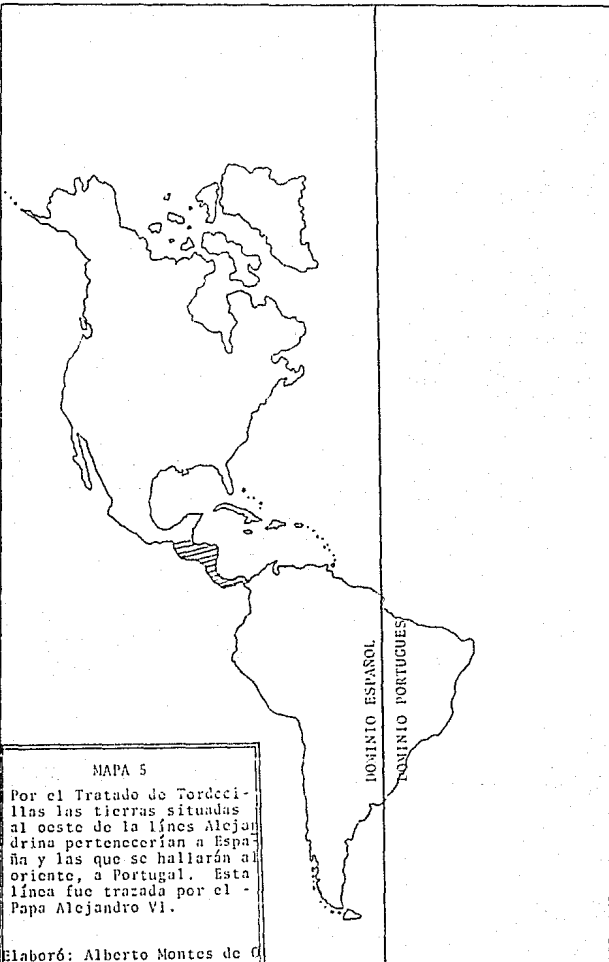 DOMINIO ESPAÑOL
DOMINIO PORTUGUES
MAPA 5
Por el Tratado de Tordeci-
llas las tierras situadas
al oeste de la línes Alejan
drina pertenecerían a Espa-
ña y las que se hallarán al
oriente, a Portugal. Esta
línea fue trazada por el -
Papa Alejandro VI.
Elaboró: Alberto Montes de O